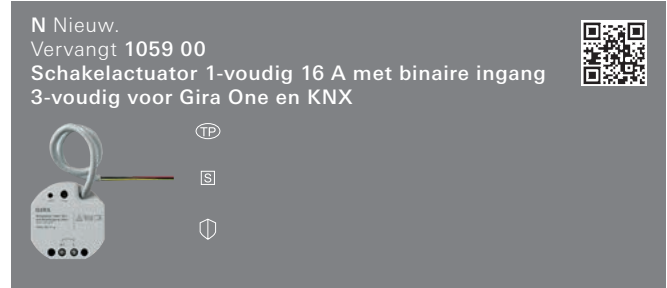 N Nieuw.
Vervangt 1059 00
Schakelactuator 1-voudig 16 A met binaire ingang
3-voudig voor Gira One en KNX
TP
S
GIRA